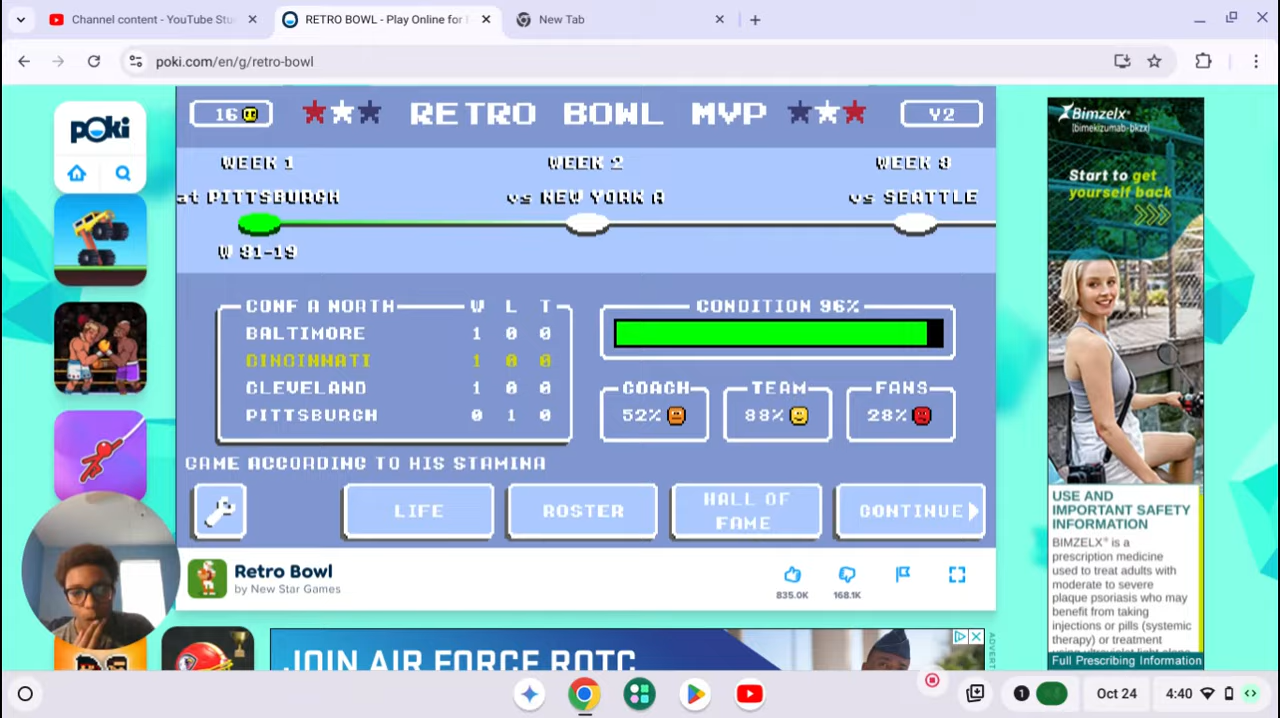 Channel content - YouTube Stu
RETRO BOWL - Play Online for
New Tab
poki.com/en/g/retro-bowl
poki
16
RETRO BOWL MVP
Y2
WEEK 1
WEEK 2
WEEK 3
at PITTSBURGH
vs NEW YORK A
vs SEATTLE
W 31-19
CONF A NORTH W L T
BALTIMORE 1 0 0
CINCINNATI 1 0 0
CLEVELAND 1 0 0
PITTSBURGH 0 1 0
CONDITION 96%
COACH
52%
TEAM
88%
FANS
28%
GAME ACCORDING TO HIS STAMINA
LIFE
ROSTER
HALL OF
FAME
CONTINUE
Retro Bowl
by New Star Games
835.0K
168.1K
JOIN AIR FORCE ROTC
Bimzelx
(bimekizumab-bkzx)
Start to get
yourself back
USE AND
IMPORTANT SAFETY
INFORMATION
BIMZELX® is a
prescription medicine
used to treat adults with
moderate to severe
plaque psoriasis who may
benefit from taking
injections or pills (systemic
therapy) or treatment
Full Prescribing Information
1
Oct 24
4:40